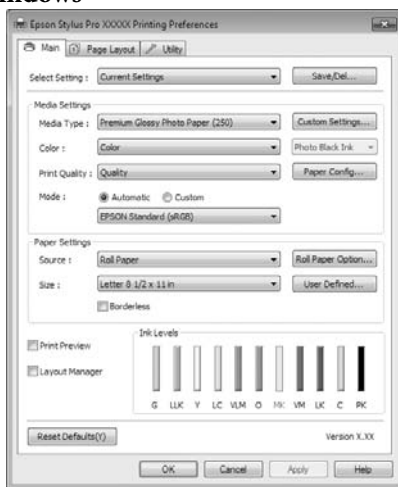 ndows
Epson Stylus Pro XXXXX Printing Preferences
Main Page Layout Utility
Select Setting : Current Settings Save/Del...
Media Settings
Media Type : Premium Glossy Photo Paper (250) Custom Settings...
Color : Color Photo Black Ink
Print Quality : Quality Paper Config...
Mode : Automatic Custom
EPSON Standard (sRGB)
Paper Settings
Source : Roll Paper Roll Paper Option...
Size : Letter 8 1/2 x 11 in User Defined...
Borderless
Ink Levels
Print Preview
Layout Manager
G LLK Y LC VLM O MK VM LK C PK
Reset Defaults(Y) Version X.XX
OK Cancel Apply Help